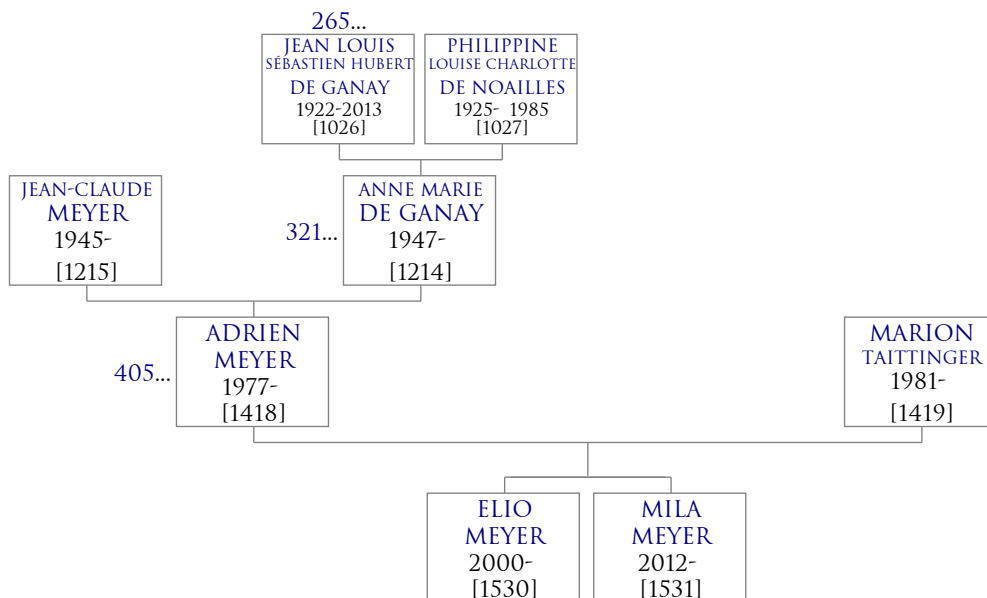 265...
JEAN LOUIS
SÉBASTIEN HUBERT
DE GANAY
1922-2013
[1026]
PHILIPPINE
LOUISE CHARLOTTE
DE NOAILLES
1925- 1985
[1027]
JEAN-CLAUDE
MEYER
1945-
[1215]
321...
ANNE MARIE
DE GANAY
1947-
[1214]
405...
ADRIEN
MEYER
1977-
[1418]
MARION
TAITTINGER
1981-
[1419]
ELIO
MEYER
2000-
[1530]
MILA
MEYER
2012-
[1531]